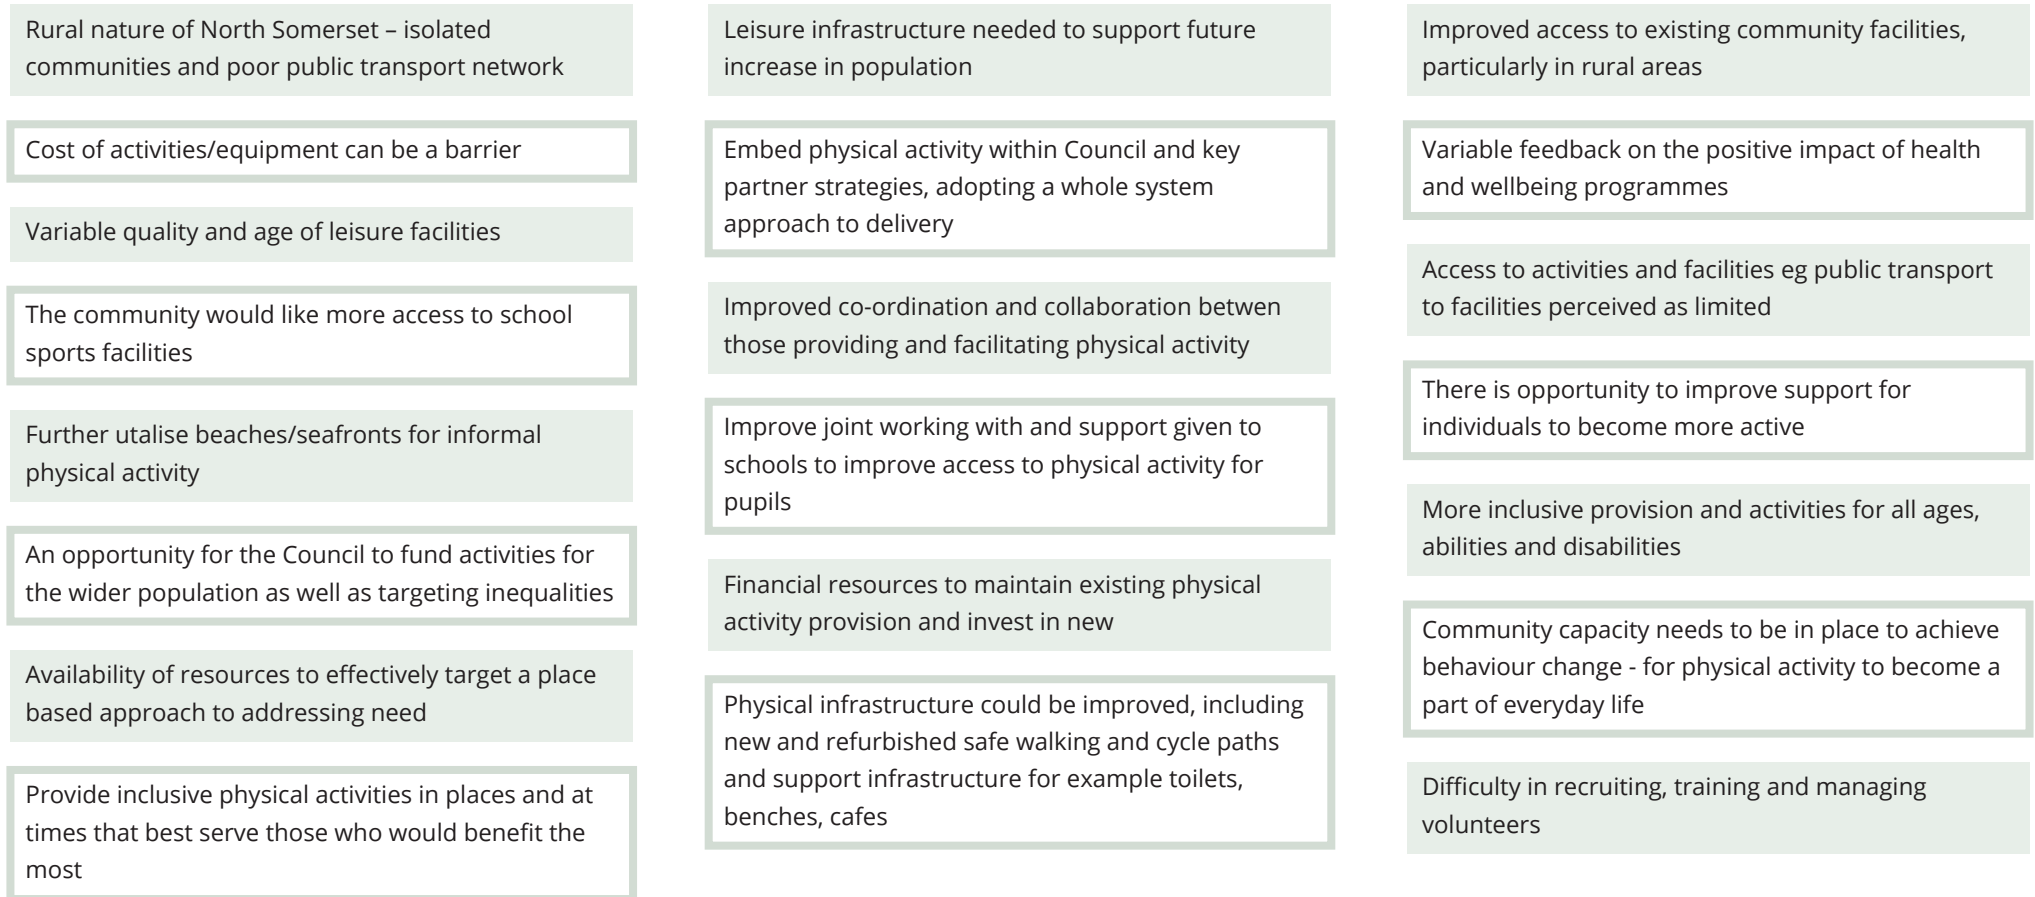 Rural nature of North Somerset – isolated
communities and poor public transport network
Cost of activities/equipment can be a barrier
Variable quality and age of leisure facilities
The community would like more access to school
sports facilities
Further utalise beaches/seafronts for informal
physical activity
An opportunity for the Council to fund activities for
the wider population as well as targeting inequalities
Availability of resources to effectively target a place
based approach to addressing need
Provide inclusive physical activities in places and at
times that best serve those who would benefit the
most
Leisure infrastructure needed to support future
increase in population
Embed physical activity within Council and key
partner strategies, adopting a whole system
approach to delivery
Improved co-ordination and collaboration betwen
those providing and facilitating physical activity
Improve joint working with and support given to
schools to improve access to physical activity for
pupils
Financial resources to maintain existing physical
activity provision and invest in new
Physical infrastructure could be improved, including
new and refurbished safe walking and cycle paths
and support infrastructure for example toilets,
benches, cafes
Improved access to existing community facilities,
particularly in rural areas
Variable feedback on the positive impact of health
and wellbeing programmes
Access to activities and facilities eg public transport
to facilities perceived as limited
There is opportunity to improve support for
individuals to become more active
More inclusive provision and activities for all ages,
abilities and disabilities
Community capacity needs to be in place to achieve
behaviour change - for physical activity to become a
part of everyday life
Difficulty in recruiting, training and managing
volunteers